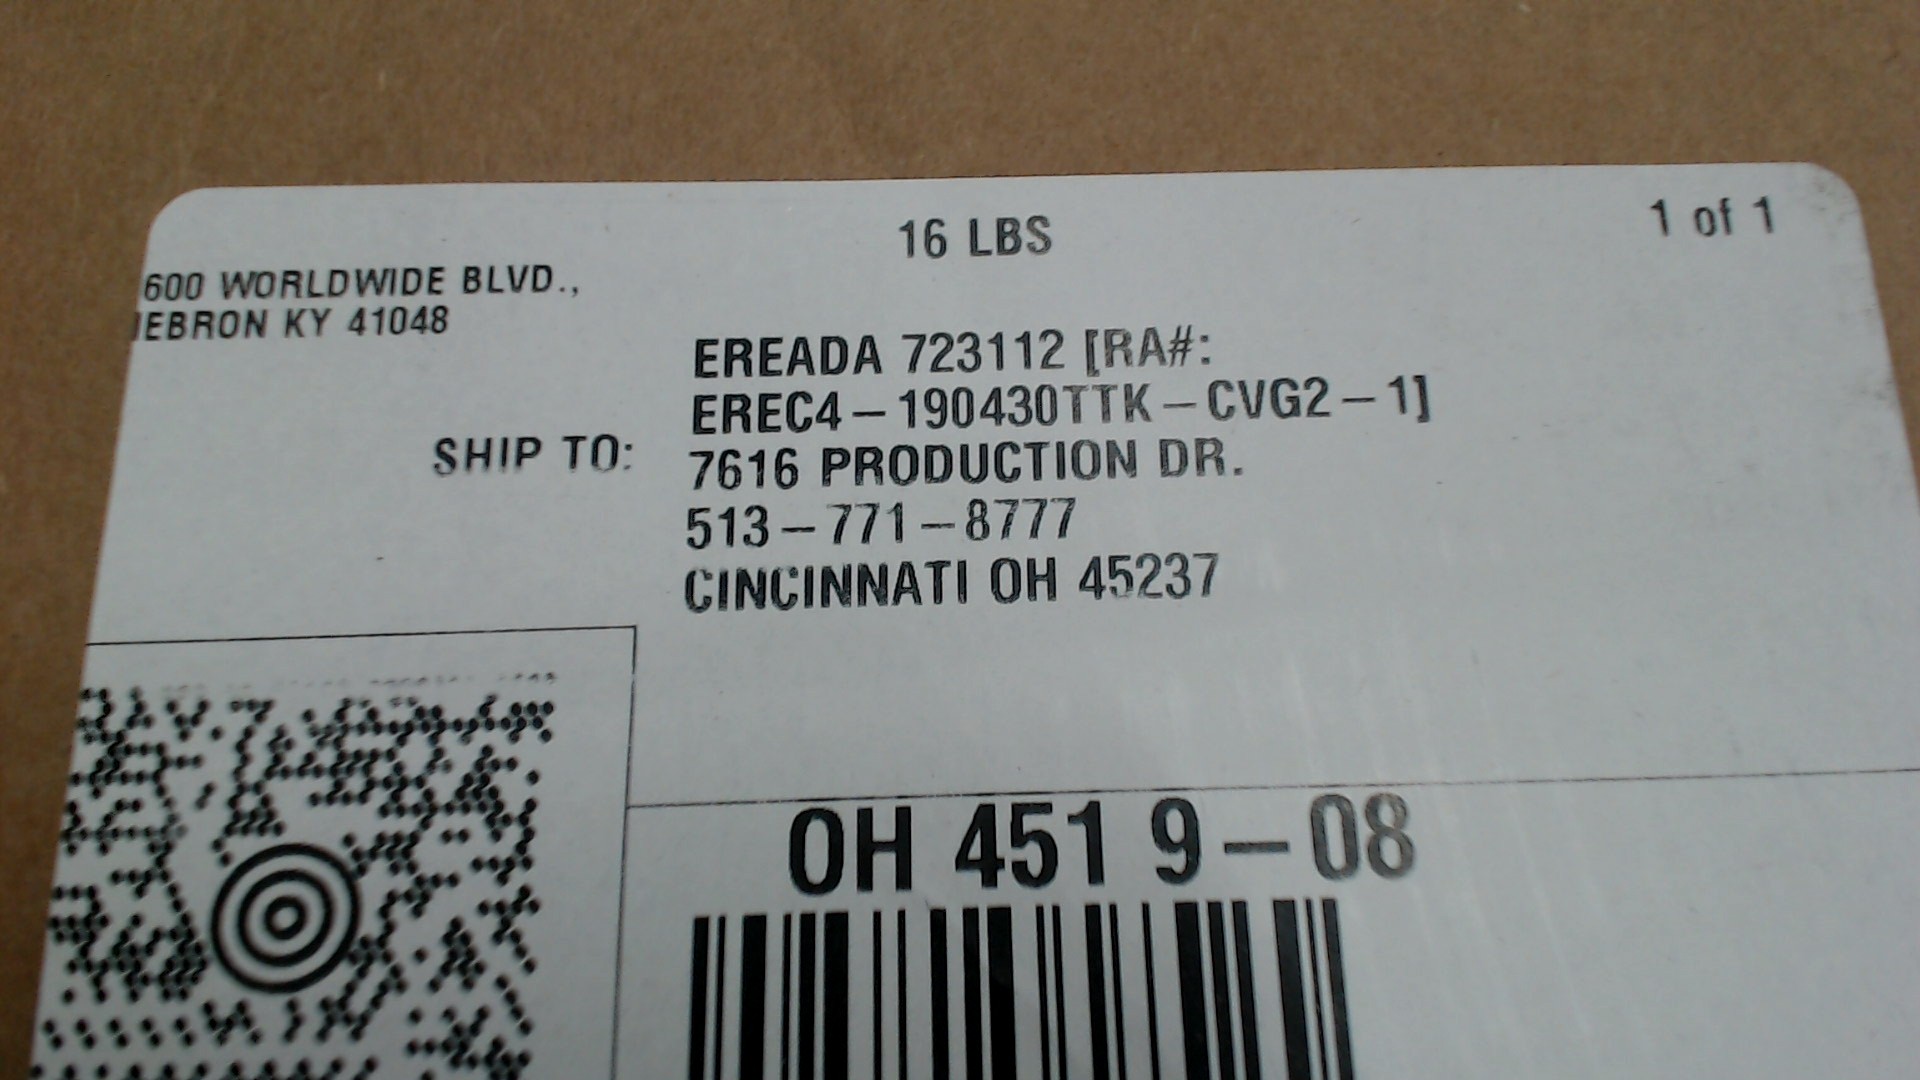 16 LBS
1 of 1
600 WORLDWIDE BLVD.,
HEBRON KY 41048
EREADA 723112 [RA#:
EREC4-190430TTK-CVG2-1]
SHIP TO:
7616 PRODUCTION DR.
513-771-8777
CINCINNATI OH 45237
OH 451 9-08